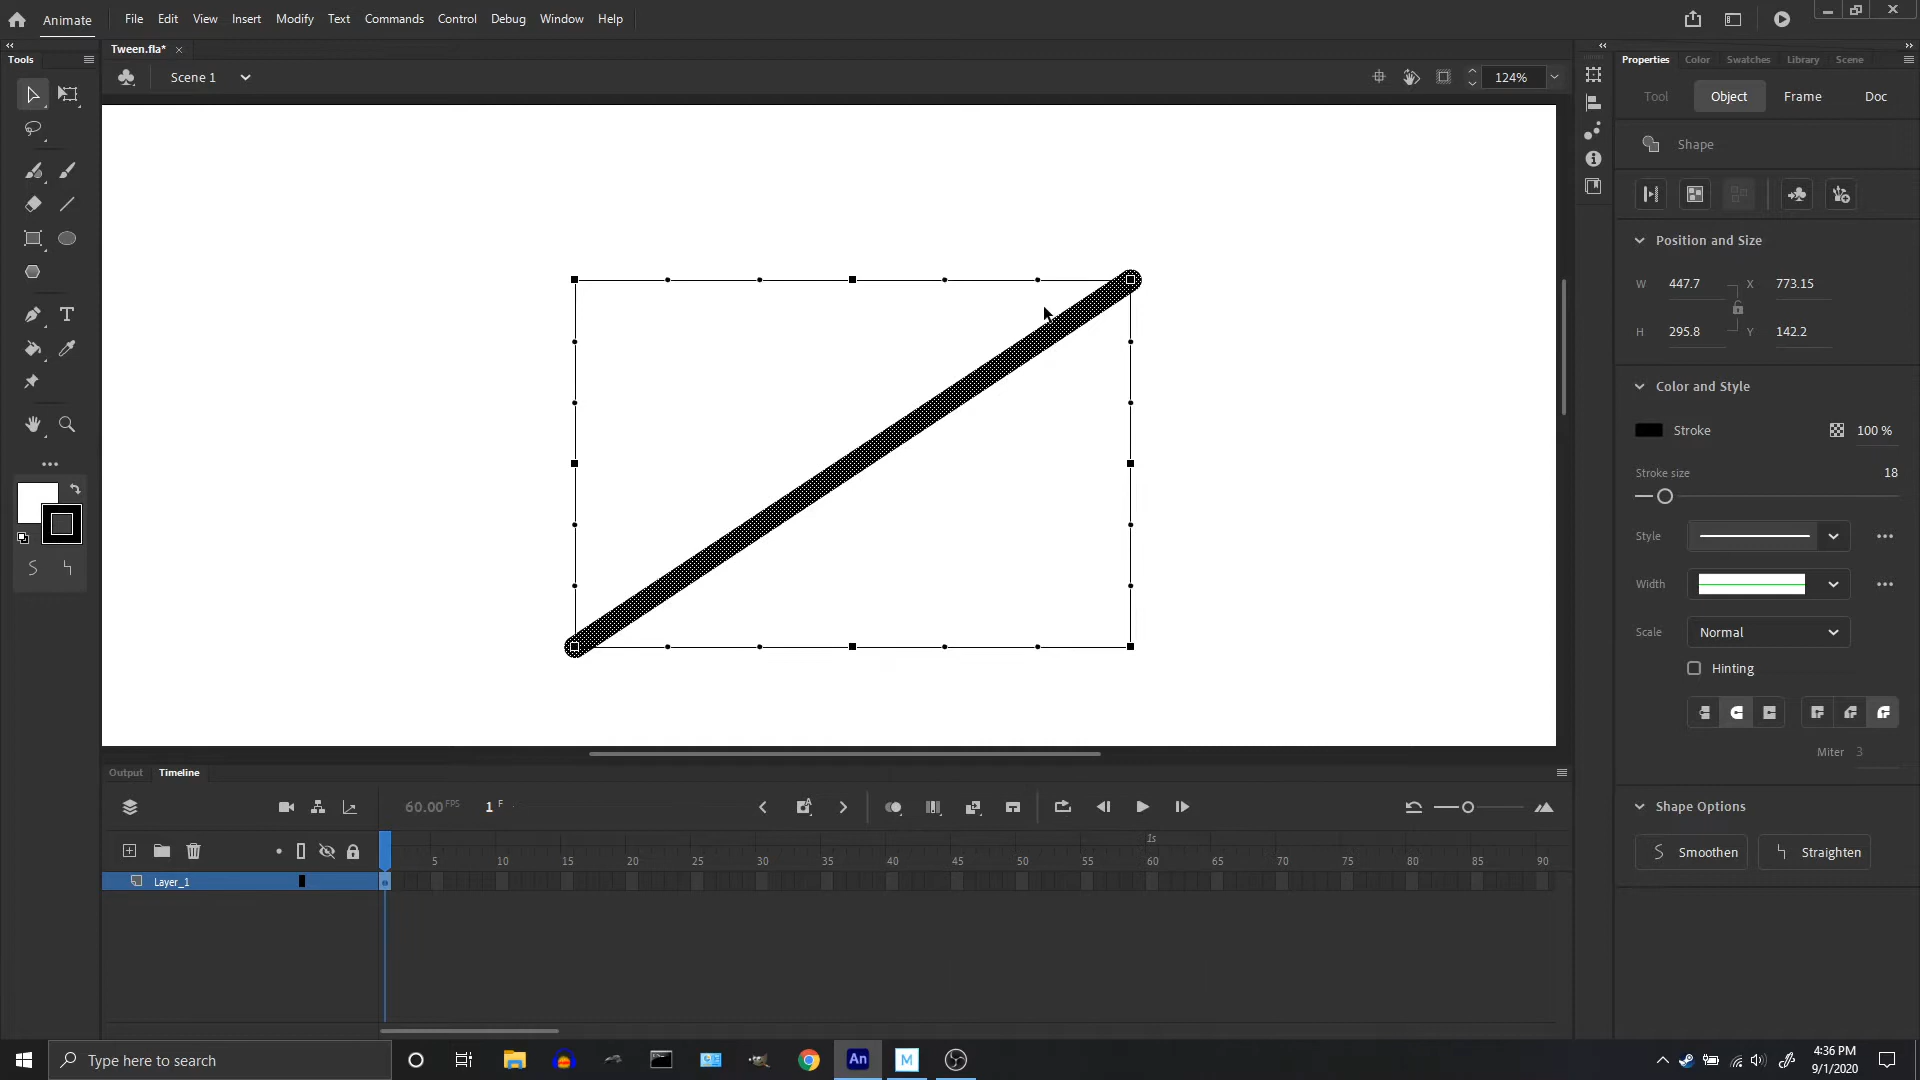 Animate File Edit View Insert Modify Text Commands Control Debug Window Help
Tools
Tween.fla*
Scene 1
124%
Properties Color Swatches Library Scene
Tool Object Frame Doc
Shape
Position and Size
W 447.7 X 773.15
H 295.8 Y 142.2
Color and Style
Stroke 100 %
Stroke size 18
Style
Width
Scale Normal
Hinting
Miter 3
Shape Options
Smoothen Straighten
Output Timeline
60.00 FPS 1 F
1s
5 10 15 20 25 30 35 40 45 50 55 60 65 70 75 80 85 90
Layer_1
Type here to search
An
M
4:36 PM
9/1/2020